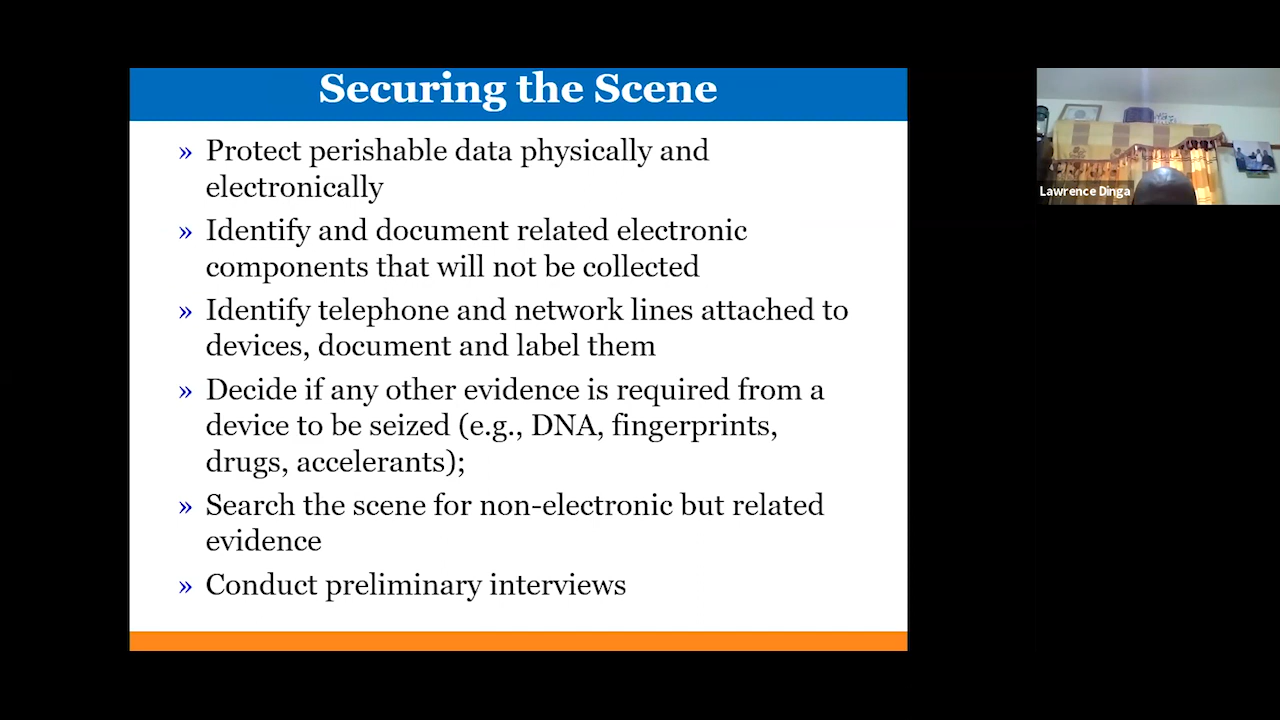 Securing the Scene
» Protect perishable data physically and
electronically
» Identify and document related electronic
components that will not be collected
» Identify telephone and network lines attached to
devices, document and label them
» Decide if any other evidence is required from a
device to be seized (e.g., DNA, fingerprints,
drugs, accelerants);
» Search the scene for non-electronic but related
evidence
» Conduct preliminary interviews
Lawrence Dinga